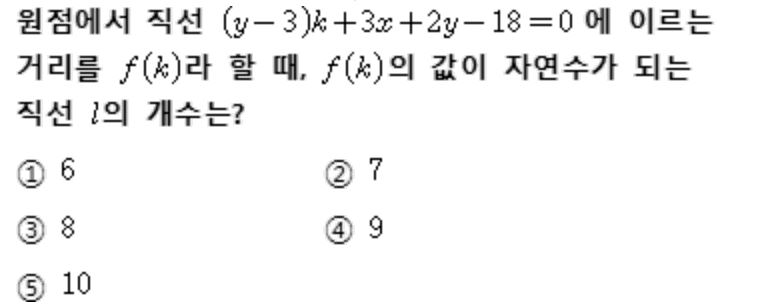 원점에서 직선 (y-3)k+3x+2y-18=0 에 이르는
거리를 f(k)라 할 때, f(k)의 값이 자연수가 되는
직선 l의 개수는?
① 6 ② 7
③ 8 ④ 9
⑤ 10